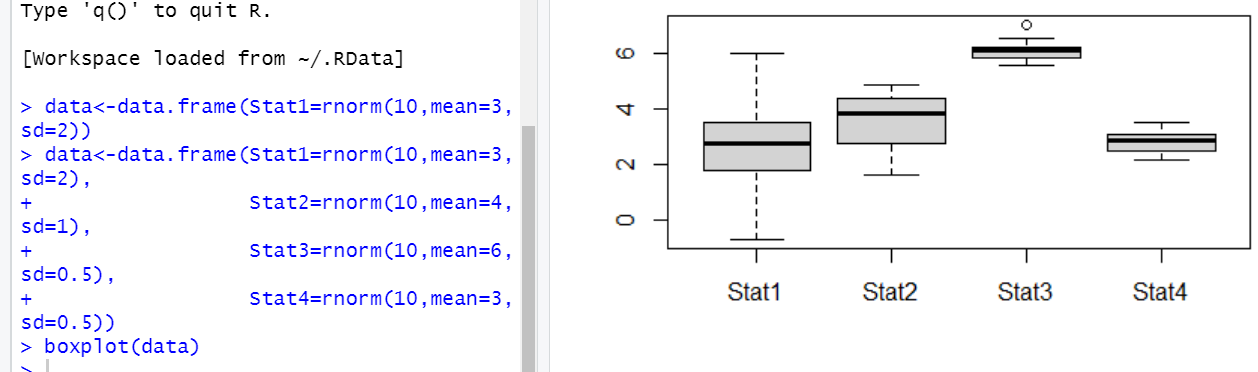 Type 'q()' to quit R.
[Workspace loaded from ~/.RData]
> data<-data.frame(Stat1=rnorm(10,mean=3,
sd=2))
> data<-data.frame(Stat1=rnorm(10,mean=3,
sd=2),
+                  Stat2=rnorm(10,mean=4,
sd=1),
+                  Stat3=rnorm(10,mean=6,
sd=0.5),
+                  Stat4=rnorm(10,mean=3,
sd=0.5))
> boxplot(data)
>
6
4
2
0
Stat1 Stat2 Stat3 Stat4